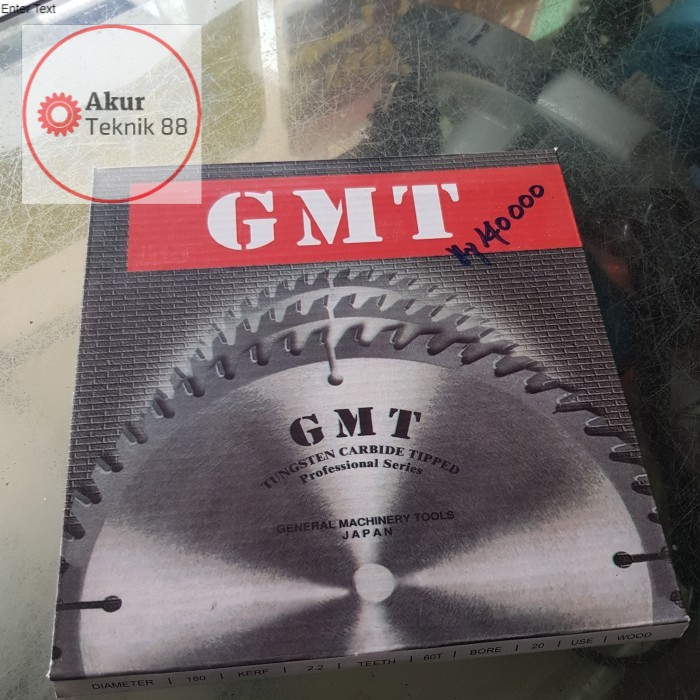 Enter Text
Akur
Teknik 88
GMT
140000
GMT
TUNGSTEN CARBIDE TIPPED
Professional Series
GENERAL MACHINERY TOOLS
JAPAN
DIAMETER | 180 | KERF | 2.2 | TEETH | 60T | BORE | 20 | USE | WOOD